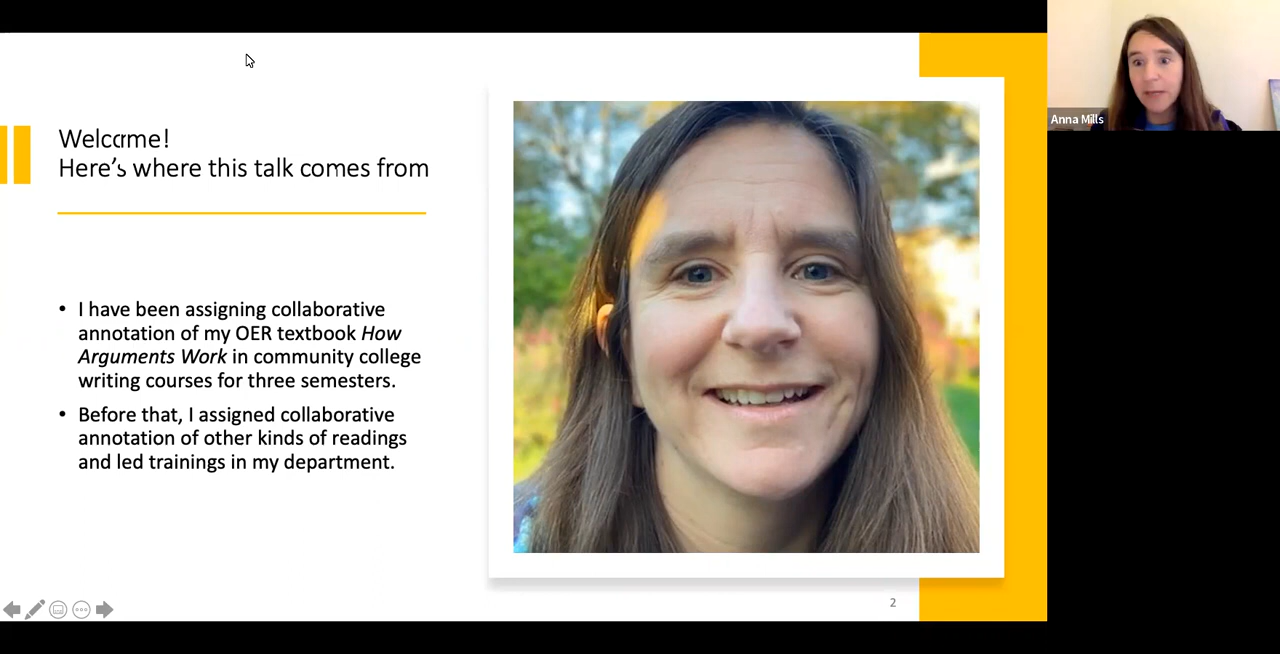 Welcome!
Here's where this talk comes from
• I have been assigning collaborative
annotation of my OER textbook How
Arguments Work in community college
writing courses for three semesters.
• Before that, I assigned collaborative
annotation of other kinds of readings
and led trainings in my department.
2
Anna Mills